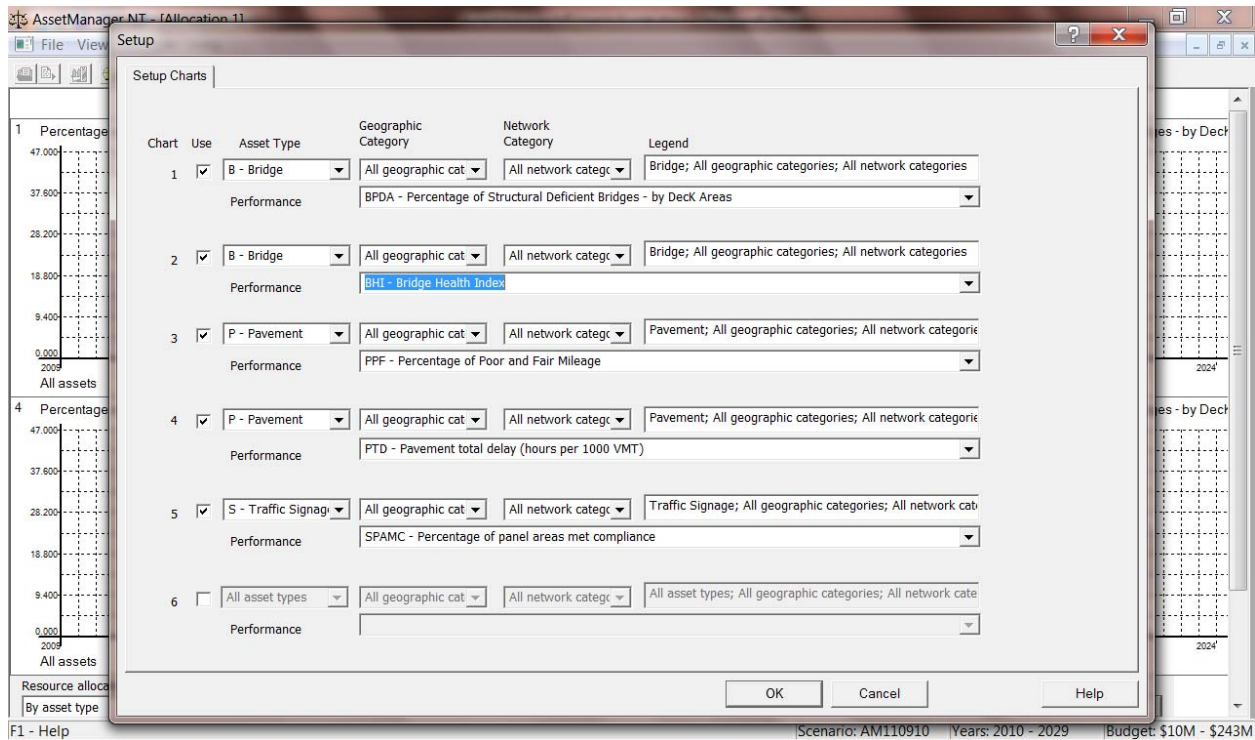 AssetManager NT - [Allocation 1]
File View
Setup
Setup Charts
Chart Use Asset Type Geographic Category Network Category Legend
1 B - Bridge All geographic cat All network catego Bridge; All geographic categories; All network categories
Performance BPDA - Percentage of Structural Deficient Bridges - by DecK Areas
2 B - Bridge All geographic cat All network catego Bridge; All geographic categories; All network categories
Performance BHI - Bridge Health Index
3 P - Pavement All geographic cat All network catego Pavement; All geographic categories; All network categorie
Performance PPF - Percentage of Poor and Fair Mileage
4 P - Pavement All geographic cat All network catego Pavement; All geographic categories; All network categorie
Performance PTD - Pavement total delay (hours per 1000 VMT)
5 S - Traffic Signag All geographic cat All network catego Traffic Signage; All geographic categories; All network cat
Performance SPAMC - Percentage of panel areas met compliance
6 All asset types All geographic cat All network catego All asset types; All geographic categories; All network cate
Performance
OK Cancel Help
1 Percentage
47.000
37.600
28.200
18.800
9.400
0.000
2009
All assets
ges - by Deck
2024
4 Percentage
47.000
37.600
28.200
18.800
9.400
0.000
2009
All assets
ges - by Deck
2024
Resource alloca
By asset type
F1 - Help Scenario: AM110910 Years: 2010 - 2029 Budget: $10M - $243M